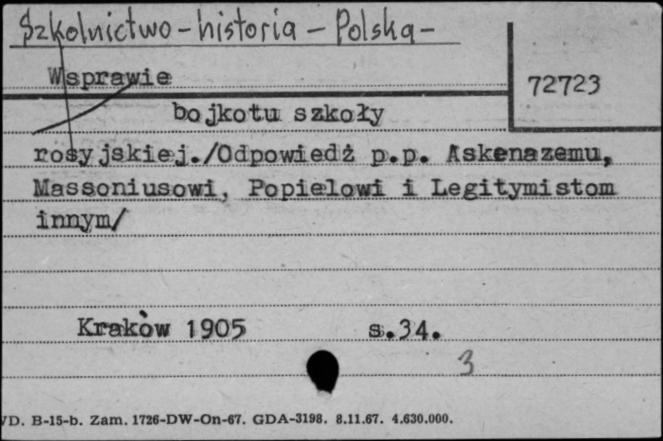 Szkolnictwo - historia - Polska -
Wsprawie
72723
bojkotu szkoły
rosyjskiej./Odpowiedź p.p. Askenazemu,
Massoniusowi, Popielowi i Legitymistom
innym/
Kraków 1905 s.34.
3
D. B-15-b. Zam. 1726-DW-On-67. GDA-3198. 8.11.67. 4.630.000.